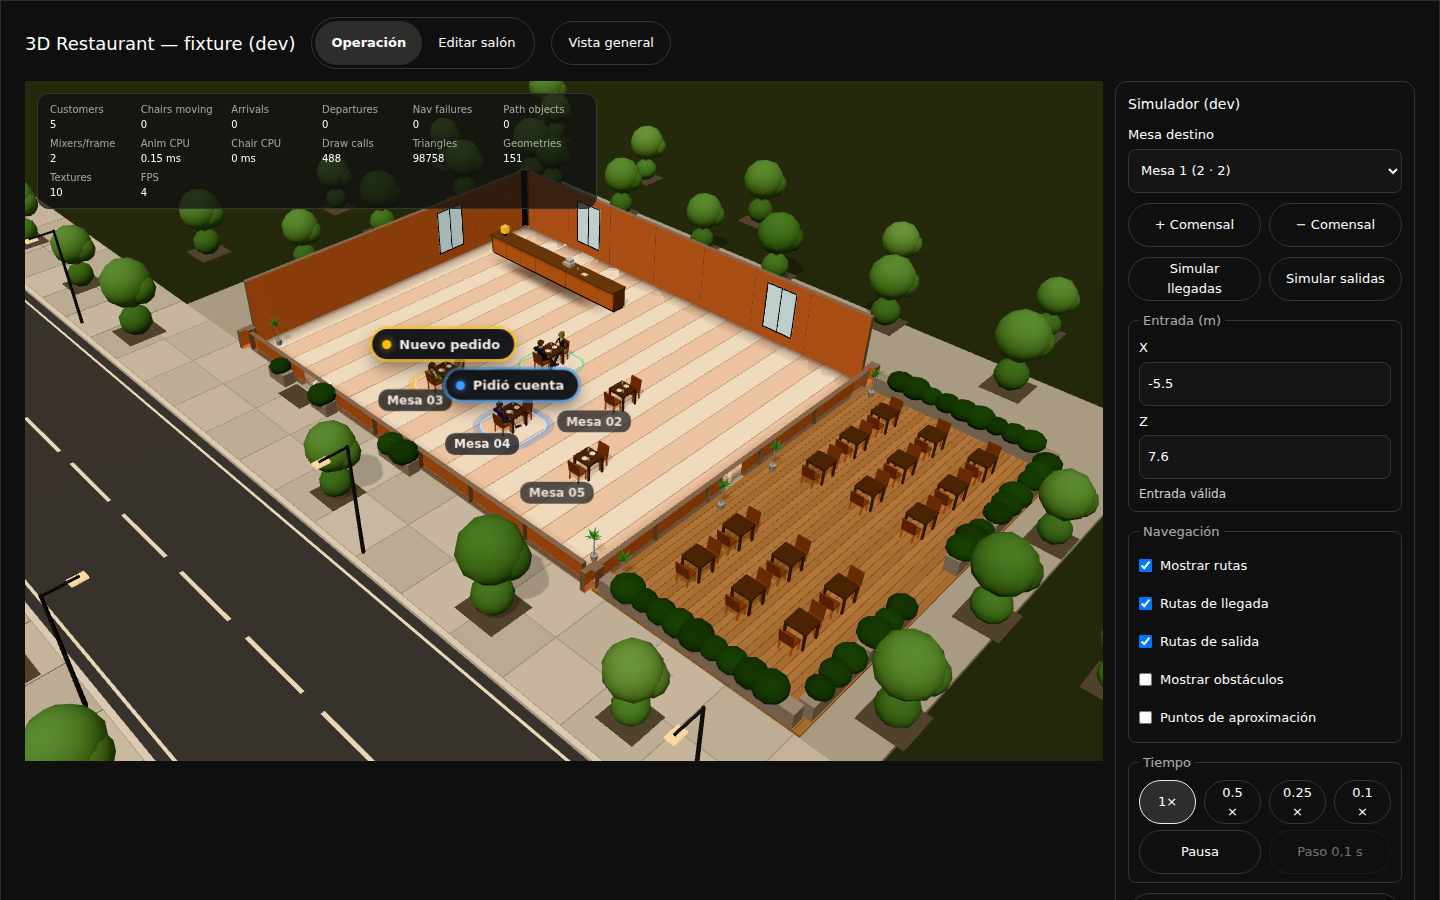 3D Restaurant — fixture (dev)
Operación
Editar salón
Vista general
Customers
5
Chairs moving
0
Arrivals
0
Departures
0
Nav failures
0
Path objects
0
Mixers/frame
2
Anim CPU
0.15 ms
Chair CPU
0 ms
Draw calls
488
Triangles
98758
Geometries
151
Textures
10
FPS
4
Nuevo pedido
Pidió cuenta
Mesa 03
Mesa 02
Mesa 04
Mesa 05
Simulador (dev)
Mesa destino
Mesa 1 (2 · 2)
+ Comensal
− Comensal
Simular
llegadas
Simular salidas
Entrada (m)
X
-5.5
Z
7.6
Entrada válida
Navegación
Mostrar rutas
Rutas de llegada
Rutas de salida
Mostrar obstáculos
Puntos de aproximación
Tiempo
1×
0.5
×
0.25
×
0.1
×
Pausa
Paso 0,1 s